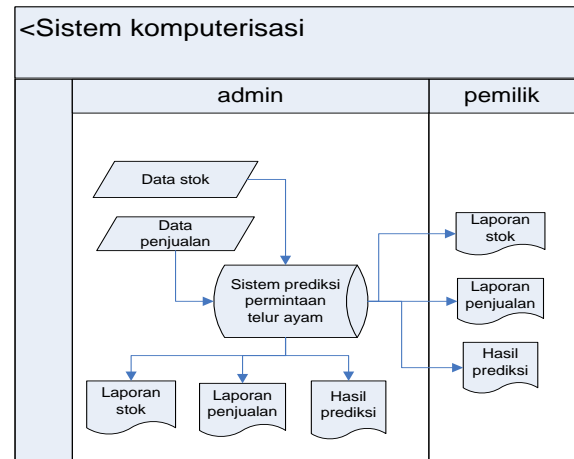 <Sistem komputerisasi
admin
pemilik
Data stok
Data
penjualan
Sistem prediksi
permintaan
telur ayam
Laporan
stok
Laporan
penjualan
Hasil
prediksi
Laporan
stok
Laporan
penjualan
Hasil
prediksi